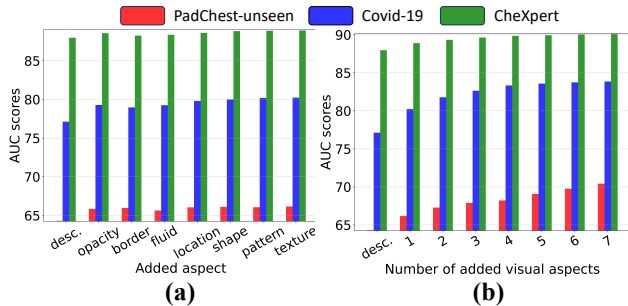 PadChest-unseen Covid-19 CheXpert
AUC scores
85
80
75
70
65
desc. opacity border fluid location shape pattern texture
Added aspect
(a)
AUC scores
90
85
80
75
70
65
desc. 1 2 3 4 5 6 7
Number of added visual aspects
(b)